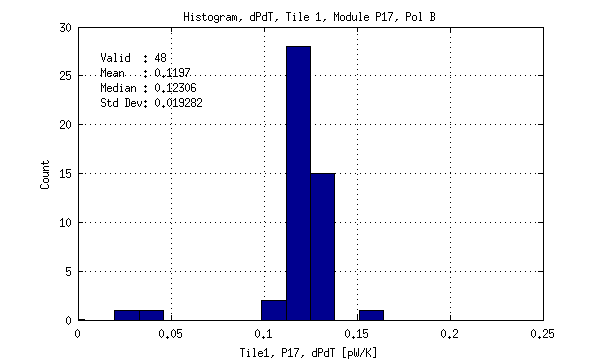 Histogram, dPdT, Tile 1, Module P17, Pol B
30
25
20
15
10
5
0
Count
Valid : 48
Mean : 0.1197
Median : 0.12306
Std Dev: 0.019282
0 0.05 0.1 0.15 0.2 0.25
Tile1, P17, dPdT [pW/K]